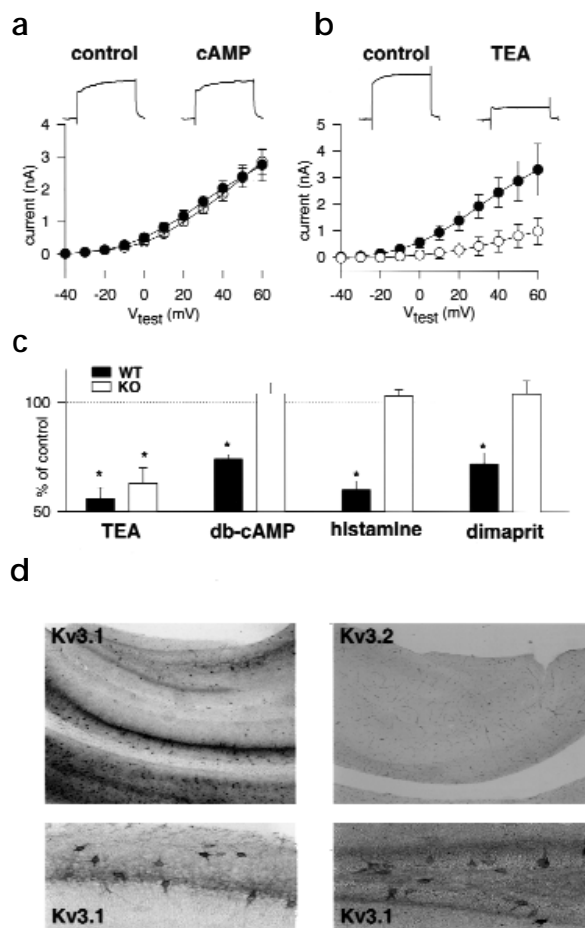 a
control cAMP
4
3
2
1
0
current (nA)
-40 -20 0 20 40 60
Vtest (mV)
b
control TEA
5
4
3
2
1
0
current (nA)
-40 -20 0 20 40 60
Vtest (mV)
c
WT
KO
100
50
% of control
* * * * *
TEA db-cAMP histamine dimaprit
d
Kv3.1 Kv3.2
Kv3.1 Kv3.1